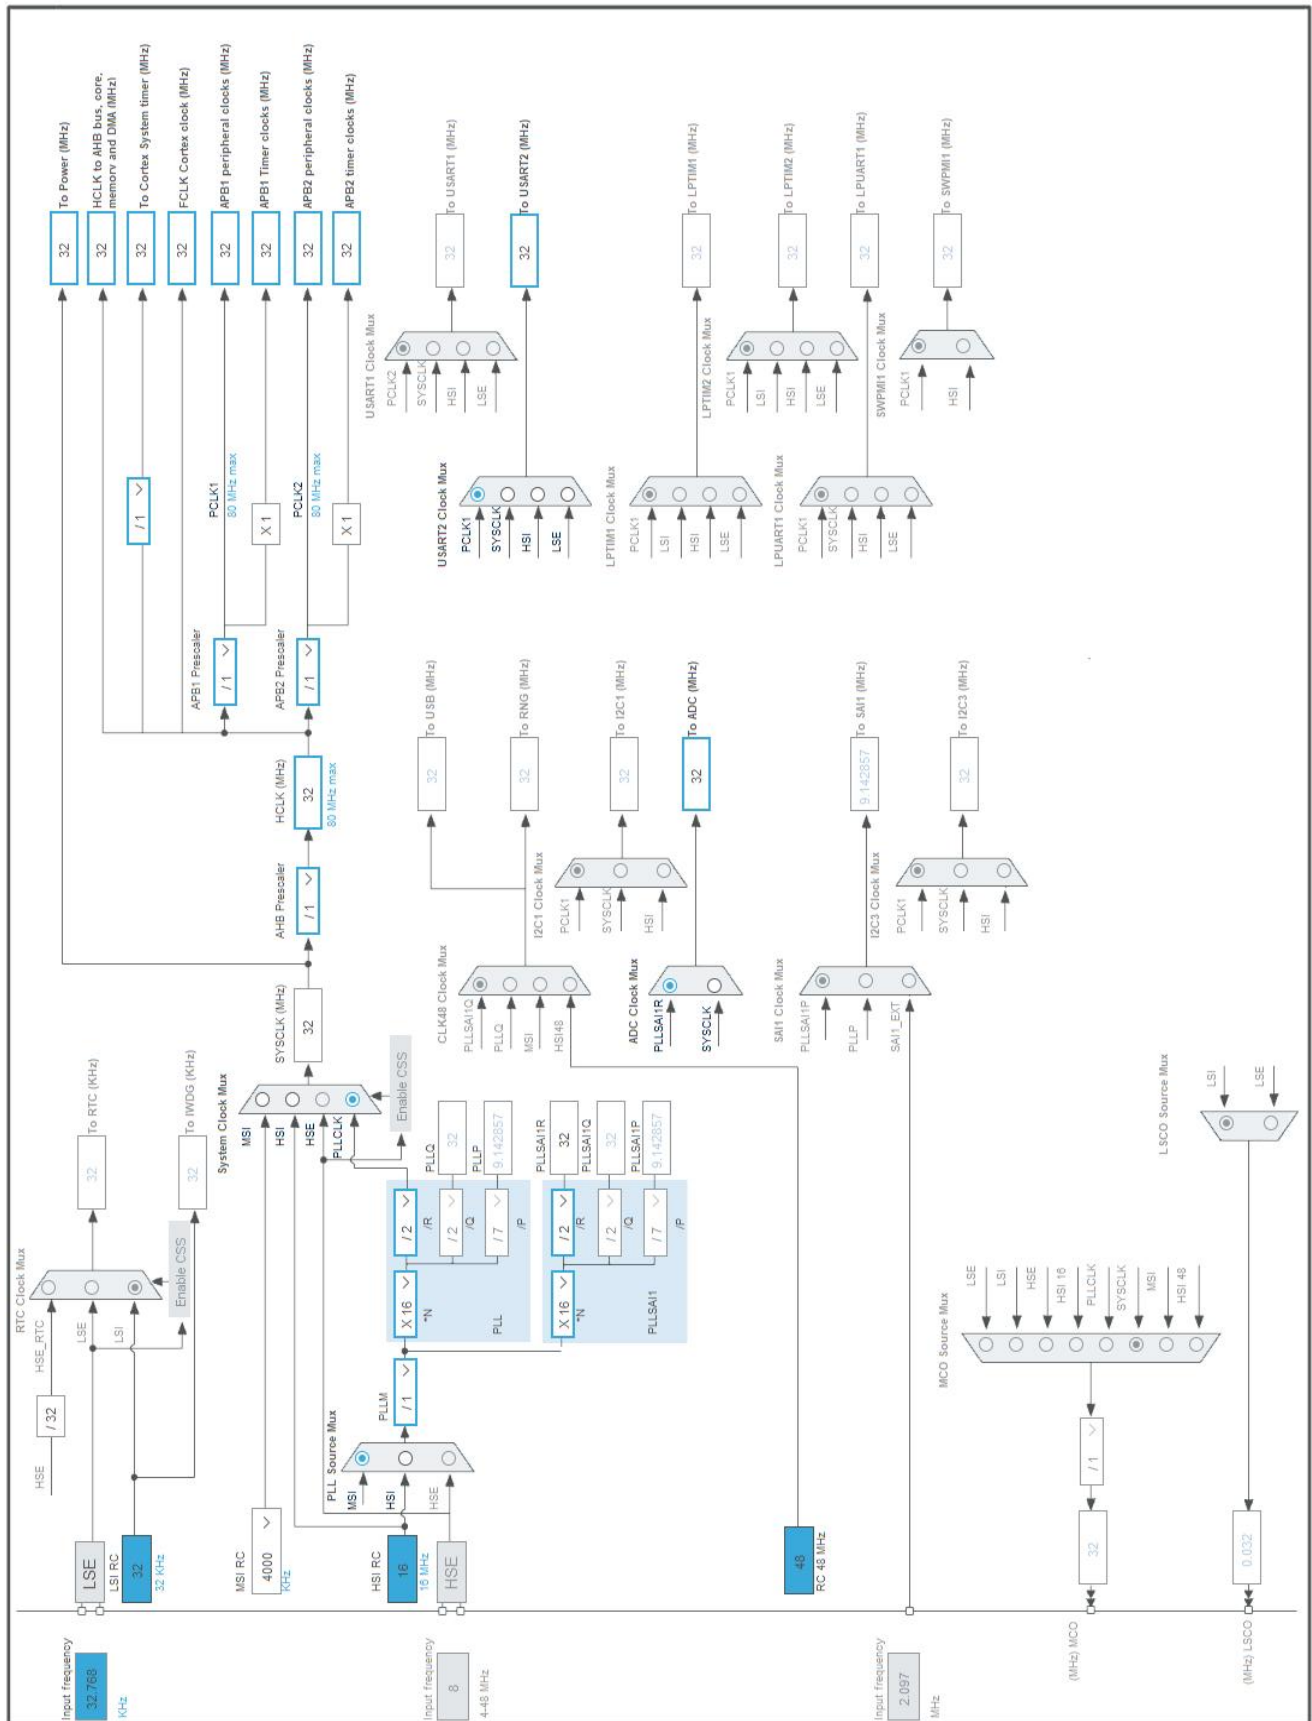 Input frequency
32.768
KHz
LSE
LSI RC
32
32 KHz
HSE
/ 32
HSE_RTC
LSE
LSI
RTC Clock Mux
Enable CSS
32
To RTC (KHz)
32
To IWDG (KHz)
MSI RC
4000
KHz
HSI RC
16
16 MHz
Input frequency
8
4-48 MHz
HSE
PLL Source Mux
MSI
HSI
HSE
PLLM
/ 1
X 16
*N
PLL
/ 2
/R
/ 2
/Q
/ 7
/P
PLLQ
32
PLLP
9.142857
X 16
*N
PLLSAI1
/ 2
/R
/ 2
/Q
/ 7
/P
PLLSAI1R
32
PLLSAI1Q
32
PLLSAI1P
9.142857
System Clock Mux
MSI
HSI
HSE
PLLCLK
Enable CSS
SYSCLK (MHz)
32
AHB Prescaler
/ 1
HCLK (MHz)
32
80 MHz max
APB1 Prescaler
/ 1
APB2 Prescaler
/ 1
/ 1
PCLK1
80 MHz max
X 1
PCLK2
80 MHz max
X 1
32
To Power (MHz)
32
HCLK to AHB bus, core,
memory and DMA (MHz)
32
To Cortex System timer (MHz)
32
FCLK Cortex clock (MHz)
32
APB1 peripheral clocks (MHz)
32
APB1 Timer clocks (MHz)
32
APB2 peripheral clocks (MHz)
32
APB2 timer clocks (MHz)
USART1 Clock Mux
PCLK2
SYSCLK
HSI
LSE
32
To USART1 (MHz)
USART2 Clock Mux
PCLK1
SYSCLK
HSI
LSE
32
To USART2 (MHz)
LPTIM1 Clock Mux
PCLK1
LSI
HSI
LSE
32
To LPTIM1 (MHz)
LPTIM2 Clock Mux
PCLK1
LSI
HSI
LSE
32
To LPTIM2 (MHz)
LPUART1 Clock Mux
PCLK1
SYSCLK
HSI
LSE
32
To LPUART1 (MHz)
SWPMI1 Clock Mux
PCLK1
HSI
32
To SWPMI1 (MHz)
48
RC 48 MHz
CLK48 Clock Mux
PLLSAI1Q
PLLQ
MSI
HSI48
32
To USB (MHz)
32
To RNG (MHz)
I2C1 Clock Mux
PCLK1
SYSCLK
HSI
32
To I2C1 (MHz)
ADC Clock Mux
PLLSAI1R
SYSCLK
32
To ADC (MHz)
Input frequency
2.097
MHz
SAI1 Clock Mux
PLLSAI1P
PLLP
SAI1_EXT
9.142857
To SAI1 (MHz)
I2C3 Clock Mux
PCLK1
SYSCLK
HSI
32
To I2C3 (MHz)
MCO Source Mux
LSE
LSI
HSE
HSI 16
PLLCLK
SYSCLK
MSI
HSI 48
/ 1
32
(MHz) MCO
LSCO Source Mux
LSI
LSE
0.032
(MHz) LSCO